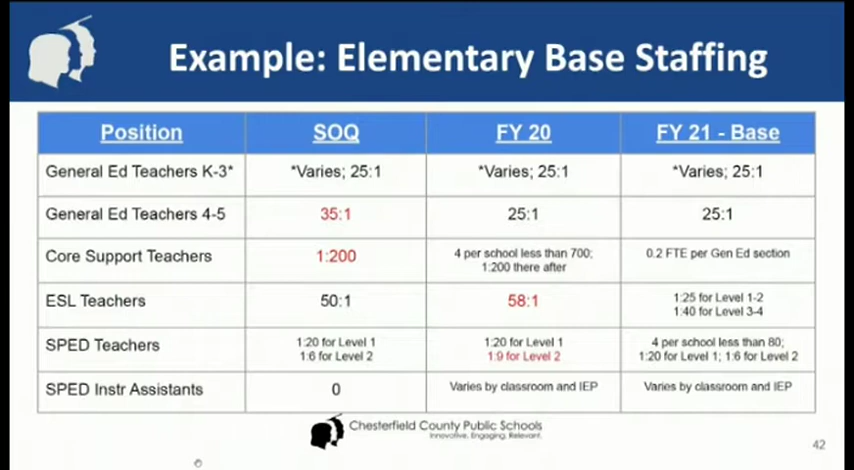 Example: Elementary Base Staffing
Position SOQ FY 20 FY 21 - Base
General Ed Teachers K-3* *Varies; 25:1 *Varies; 25:1 *Varies; 25:1
General Ed Teachers 4-5 35:1 25:1 25:1
Core Support Teachers 1:200 4 per school less than 700; 0.2 FTE per Gen Ed section
1:200 there after
ESL Teachers 50:1 58:1 1:25 for Level 1-2
1:40 for Level 3-4
SPED Teachers 1:20 for Level 1 1:20 for Level 1 4 per school less than 80;
1:6 for Level 2 1:9 for Level 2 1:20 for Level 1; 1:6 for Level 2
SPED Instr Assistants 0 Varies by classroom and IEP Varies by classroom and IEP
Chesterfield County Public Schools
Innovative. Engaging. Relevant.
42